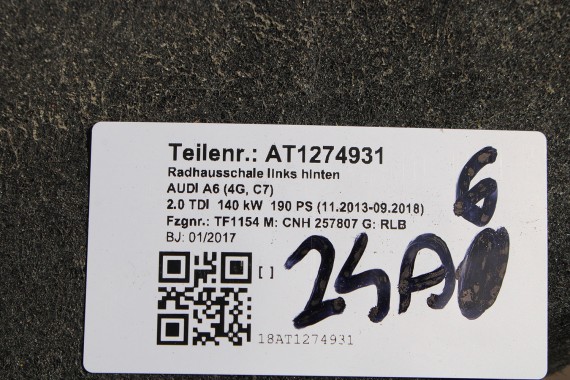 Teilenr.: AT1274931
Radhausschale links hinten
AUDI A6 (4G, C7)
2.0 TDI 140 kW 190 PS (11.2013-09.2018)
Fzgnr.: TF1154 M: CNH 257807 G: RLB
BJ: 01/2017
[ ]
18AT1274931
6
24A